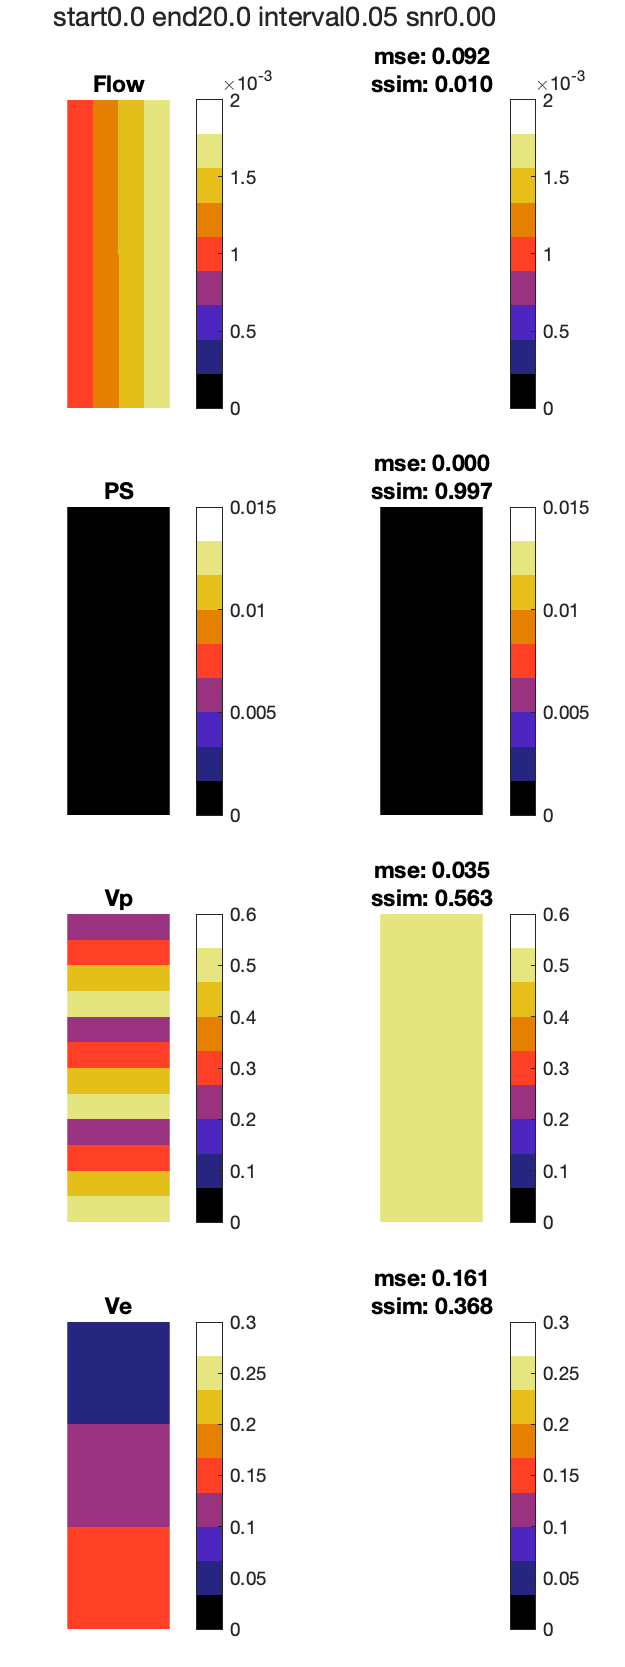 start0.0 end20.0 interval0.05 snr0.00
mse: 0.092
Flow ssim: 0.010
×10-3 ×10-3
2 2
1.5 1.5
1 1
0.5 0.5
0 0
mse: 0.000
PS ssim: 0.997
0.015 0.015
0.01 0.01
0.005 0.005
0 0
mse: 0.035
Vp ssim: 0.563
0.6 0.6
0.5 0.5
0.4 0.4
0.3 0.3
0.2 0.2
0.1 0.1
0 0
mse: 0.161
Ve ssim: 0.368
0.3 0.3
0.25 0.25
0.2 0.2
0.15 0.15
0.1 0.1
0.05 0.05
0 0